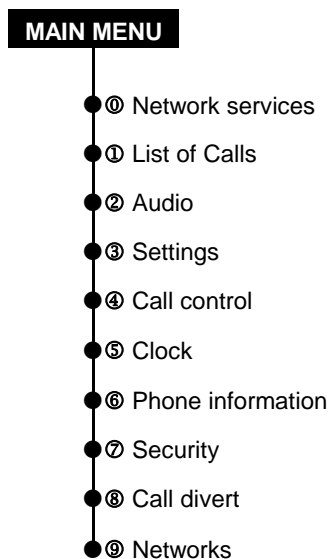 MAIN MENU
⓪ Network services
① List of Calls
② Audio
③ Settings
④ Call control
⑤ Clock
⑥ Phone information
⑦ Security
⑧ Call divert
⑨ Networks